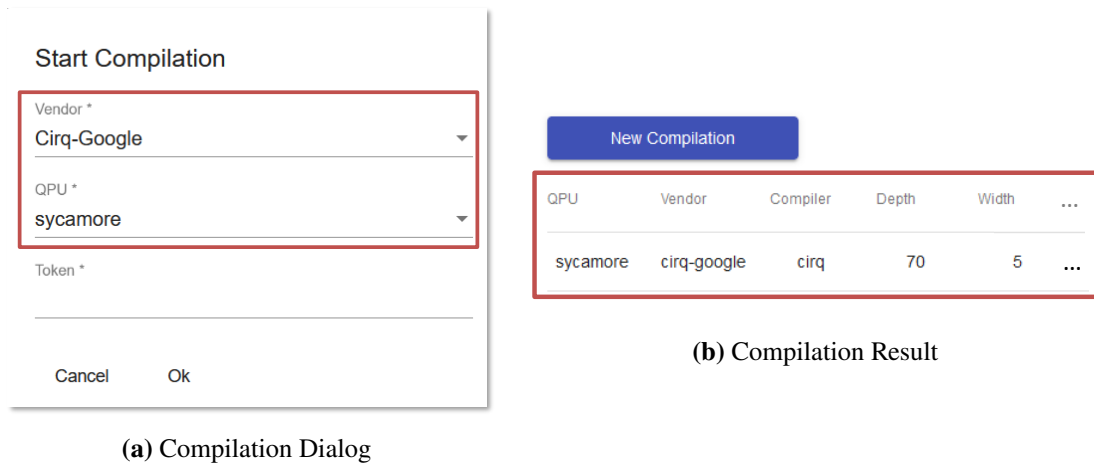 Start Compilation
Vendor *
Cirq-Google
QPU *
sycamore
Token *
Cancel Ok
(a) Compilation Dialog
New Compilation
QPU Vendor Compiler Depth Width ...
sycamore cirq-google cirq 70 5 ...
(b) Compilation Result